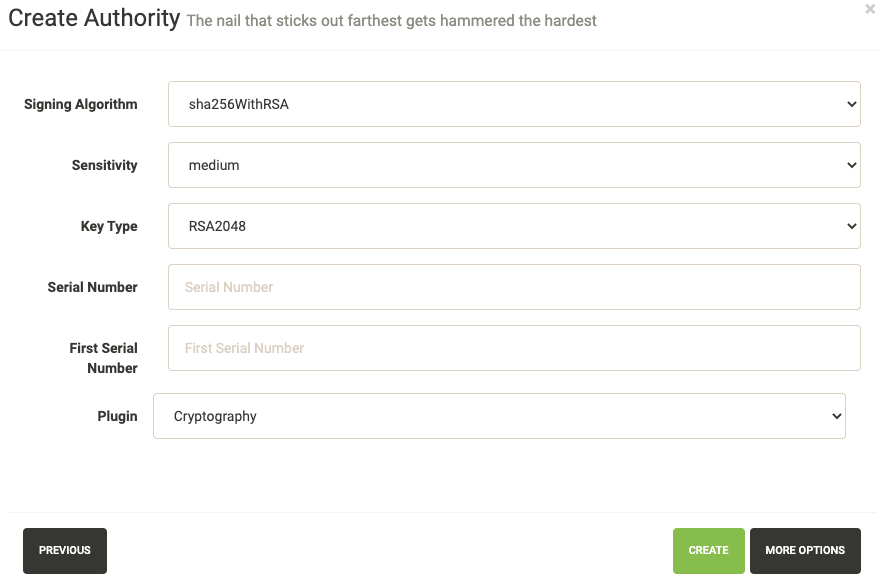 Create Authority The nail that sticks out farthest gets hammered the hardest
×
Signing Algorithm sha256WithRSA
Sensitivity medium
Key Type RSA2048
Serial Number Serial Number
First Serial First Serial Number
Number
Plugin Cryptography
PREVIOUS CREATE MORE OPTIONS